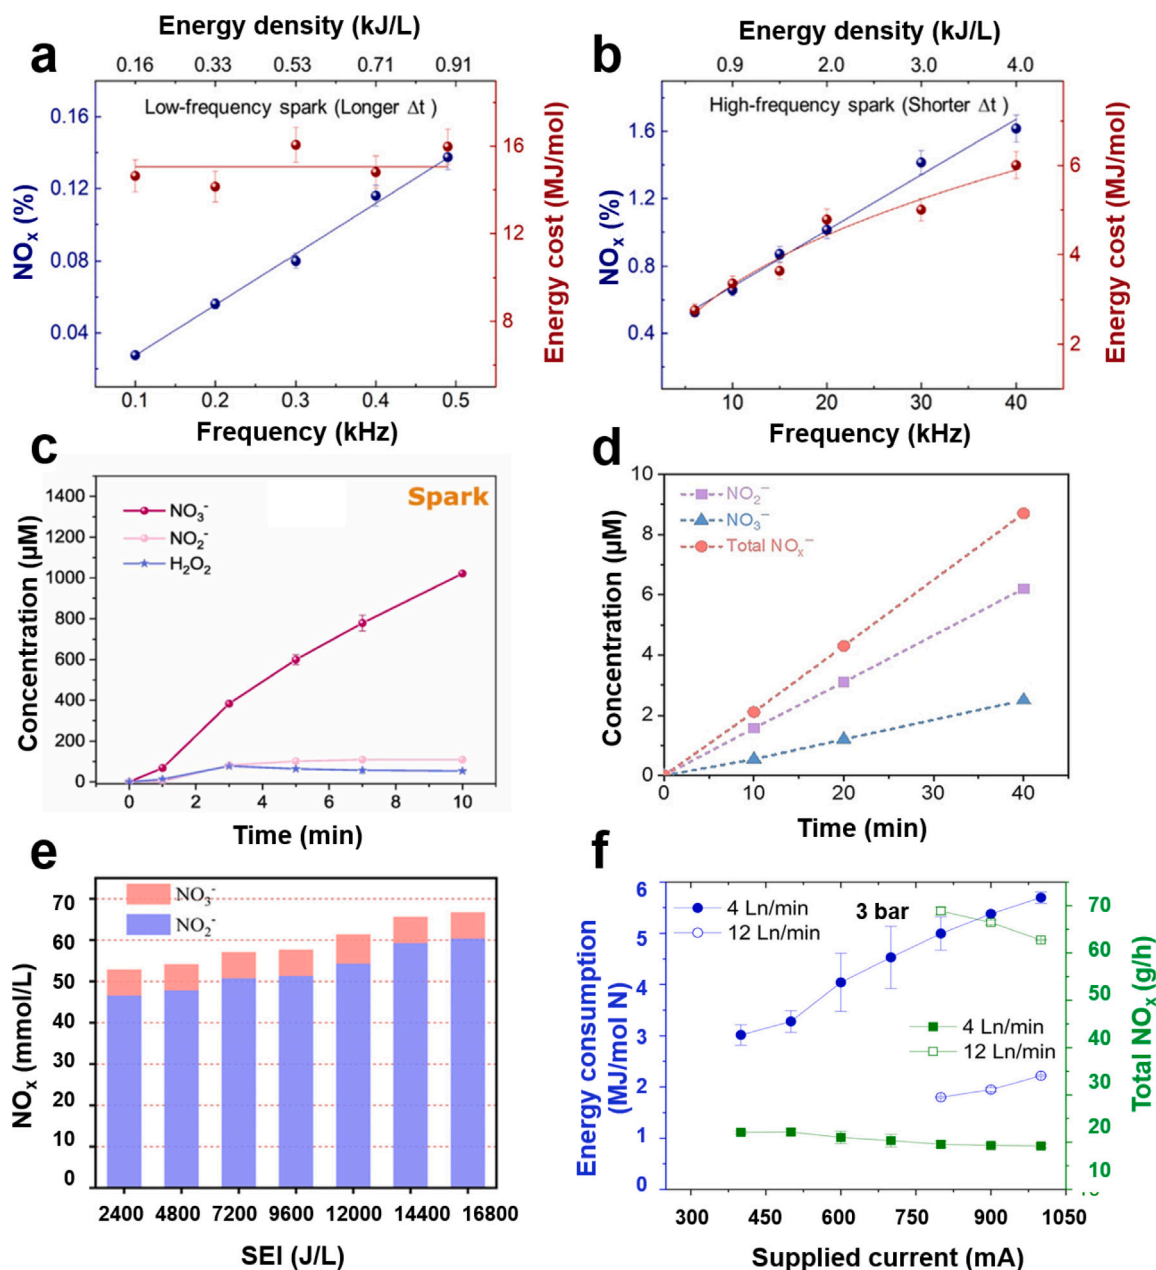 Energy density (kJ/L)
a
0.16 0.33 0.53 0.71 0.91
Low-frequency spark (Longer Δt )
0.16
0.12
0.08
0.04
NOₓ (%)
16
12
8
Energy cost (MJ/mol)
0.1 0.2 0.3 0.4 0.5
Frequency (kHz)
Energy density (kJ/L)
b
0.9 2.0 3.0 4.0
High-frequency spark (Shorter Δt )
1.6
1.2
0.8
0.4
NOₓ (%)
6
4
2
Energy cost (MJ/mol)
10 20 30 40
Frequency (kHz)
c
Spark
NO₃⁻
NO₂⁻
H₂O₂
1400
1200
1000
800
600
400
200
0
Concentration (μM)
0 2 4 6 8 10
Time (min)
d
NO₂⁻
NO₃⁻
Total NOₓ⁻
10
8
6
4
2
0
Concentration (μM)
0 10 20 30 40
Time (min)
e
NO₃⁻
NO₂⁻
70
60
50
40
30
20
10
0
NOₓ (mmol/L)
2400 4800 7200 9600 12000 14400 16800
SEI (J/L)
f
4 Ln/min
12 Ln/min
3 bar
4 Ln/min
12 Ln/min
6
5
4
3
2
1
0
Energy consumption
(MJ/mol N)
70
60
50
40
30
20
10
Total NOₓ (g/h)
300 450 600 750 900 1050
Supplied current (mA)